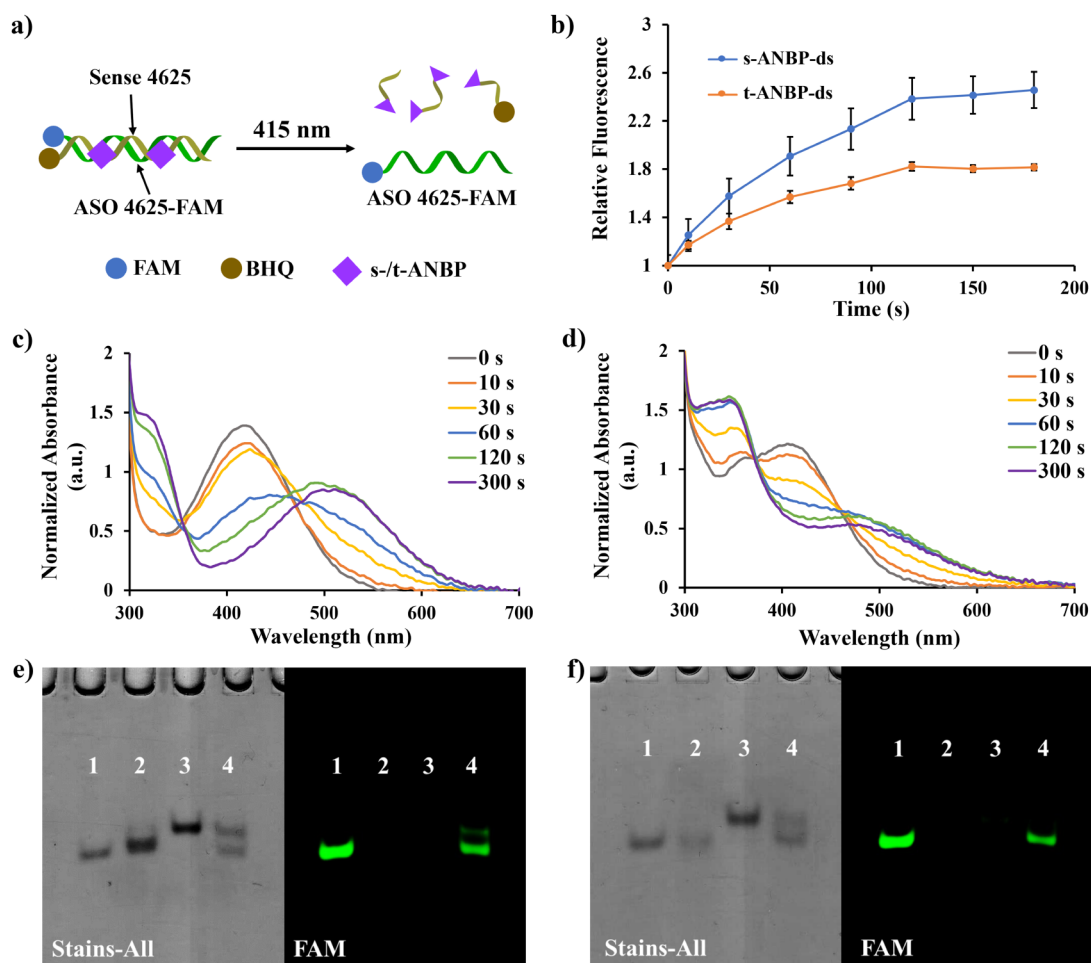 a)
Sense 4625
415 nm
ASO 4625-FAM
ASO 4625-FAM
FAM
BHQ
s-/t-ANBP
b)
3
2.6
2.2
1.8
1.4
1
Relative Fluorescence
s-ANBP-ds
t-ANBP-ds
0
50
100
150
200
Time (s)
c)
2
1.5
1
0.5
0
Normalized Absorbance
(a.u.)
0 s
10 s
30 s
60 s
120 s
300 s
300
400
500
600
700
Wavelength (nm)
d)
2
1.5
1
0.5
0
Normalized Absorbance
(a.u.)
0 s
10 s
30 s
60 s
120 s
300 s
300
400
500
600
700
Wavelength (nm)
e)
1 2 3 4
Stains-All
1 2 3 4
FAM
f)
1 2 3 4
Stains-All
1 2 3 4
FAM